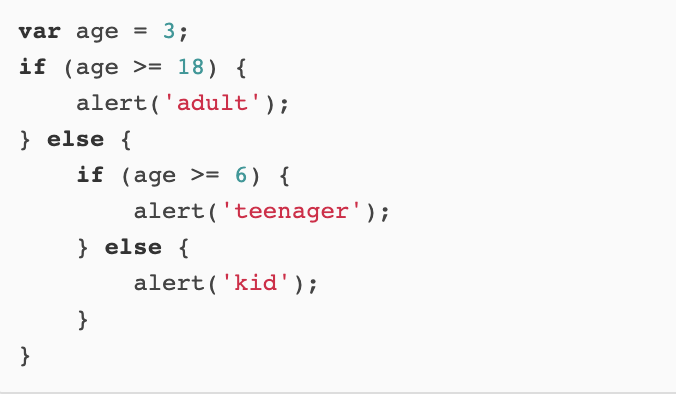 var age = 3;
if (age >= 18) {
    alert('adult');
} else {
    if (age >= 6) {
        alert('teenager');
    } else {
        alert('kid');
    }
}